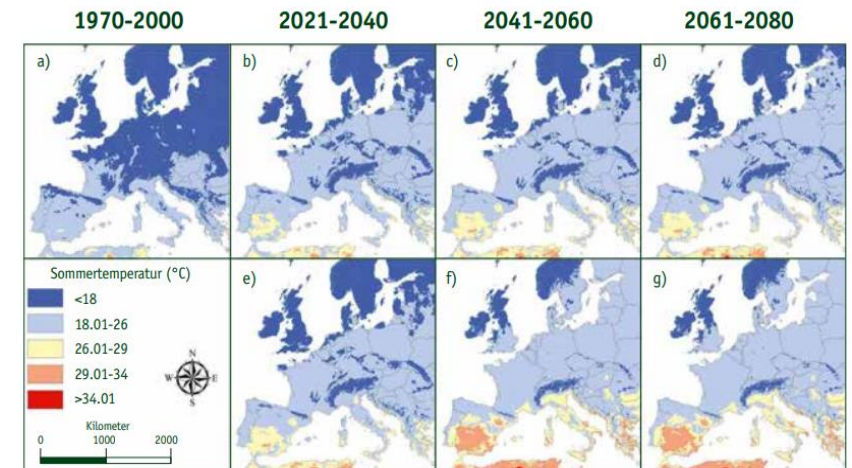 1970-2000 2021-2040 2041-2060 2061-2080
a) b) c) d)
Sommertemperatur (°C)
<18
18.01-26
26.01-29
29.01-34
>34.01
N
W E
S
Kilometer
0 1000 2000
e) f) g)